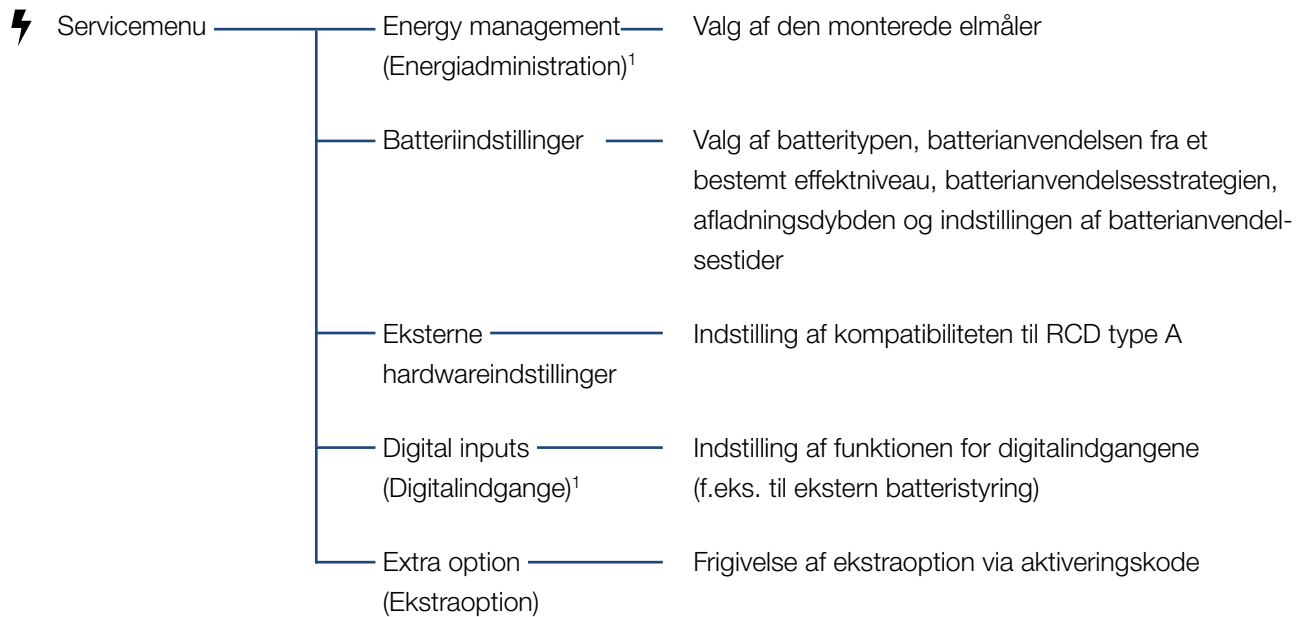 Servicemenu
Energy management
(Energiadministration)¹
Valg af den monterede elmåler
Batteriindstillinger
Valg af batteritypen, batterianvendelsen fra et
bestemt effektniveau, batterianvendelsesstrategien,
afladningsdybden og indstillingen af batterianvendel-
sestider
Eksterne
hardwareindstillinger
Indstilling af kompatibiliteten til RCD type A
Digital inputs
(Digitalindgange)¹
Indstilling af funktionen for digitalindgangene
(f.eks. til ekstern batteristyring)
Extra option
(Ekstraoption)
Frigivelse af ekstraoption via aktiveringskode